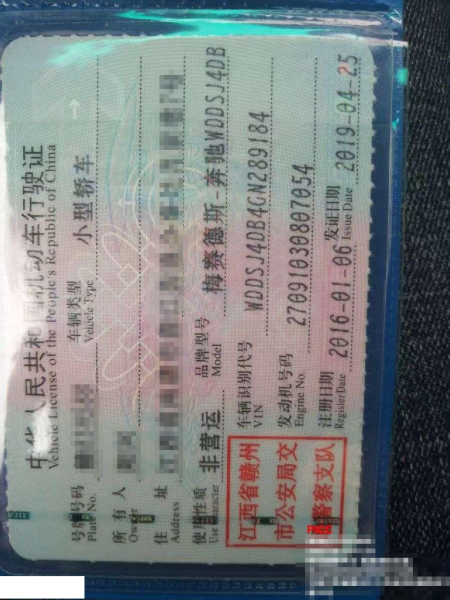 中华人民共和国机动车行驶证
Vehicle License of the People's Republic of China
号牌号码
Plate No.
车辆类型
Vehicle Type
小型轿车
所有人
Owner
住址
Address
使用性质
Use Character
非营运
品牌型号
Model
梅赛德斯-奔驰WDDSJ4DB
江西省赣州
市公安局交
警察支队
车辆识别代号
VIN
WDDSJ4DB4GN289184
发动机号码
Engine No.
27091030807054
注册日期
Register Date
2016-01-06
发证日期
Issue Date
2019-04-25